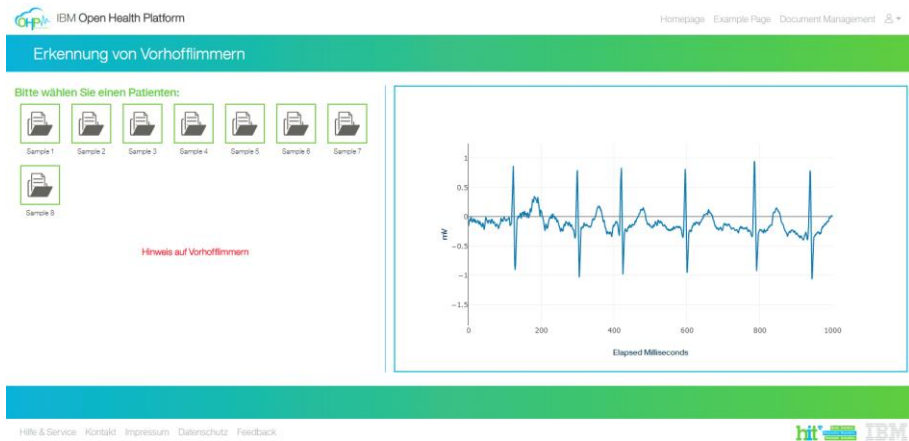 OHP IBM Open Health Platform
Homepage Example Page Document Management
Erkennung von Vorhofflimmern
Bitte wählen Sie einen Patienten:
Sample 1 Sample 2 Sample 3 Sample 4 Sample 5 Sample 6 Sample 7
Sample 8
Hinweis auf Vorhofflimmern
1
0.5
0
−0.5
−1
−1.5
mV
0 200 400 600 800 1000
Elapsed Milliseconds
Hilfe & Service Kontakt Impressum Datenschutz Feedback
hit IBM